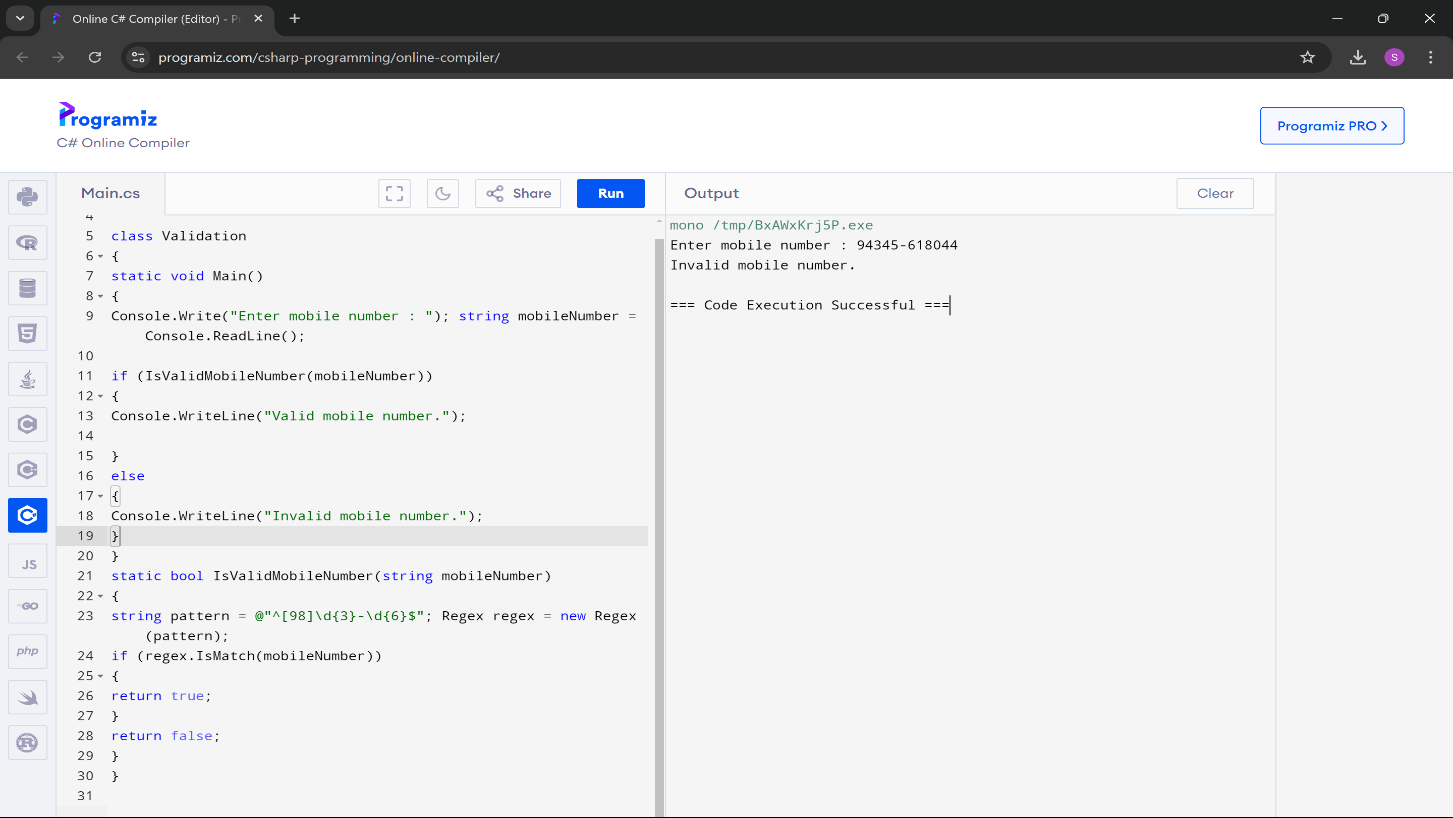 Online C# Compiler (Editor) - Pr
programiz.com/csharp-programming/online-compiler/
S
Programiz
C# Online Compiler
Programiz PRO >
Main.cs
Share
Run
Output
Clear
4
5 class Validation
6 {
7 static void Main()
8 {
9 Console.Write("Enter mobile number : "); string mobileNumber =
Console.ReadLine();
10
11 if (IsValidMobileNumber(mobileNumber))
12 {
13 Console.WriteLine("Valid mobile number.");
14
15 }
16 else
17 {
18 Console.WriteLine("Invalid mobile number.");
19 }
20 }
21 static bool IsValidMobileNumber(string mobileNumber)
22 {
23 string pattern = @"^[98]\d{3}-\d{6}$"; Regex regex = new Regex
(pattern);
24 if (regex.IsMatch(mobileNumber))
25 {
26 return true;
27 }
28 return false;
29 }
30 }
31
mono /tmp/BxAWxKrj5P.exe
Enter mobile number : 94345-618044
Invalid mobile number.
=== Code Execution Successful ===
R
5
C
C+
C#
JS
GO
php
R